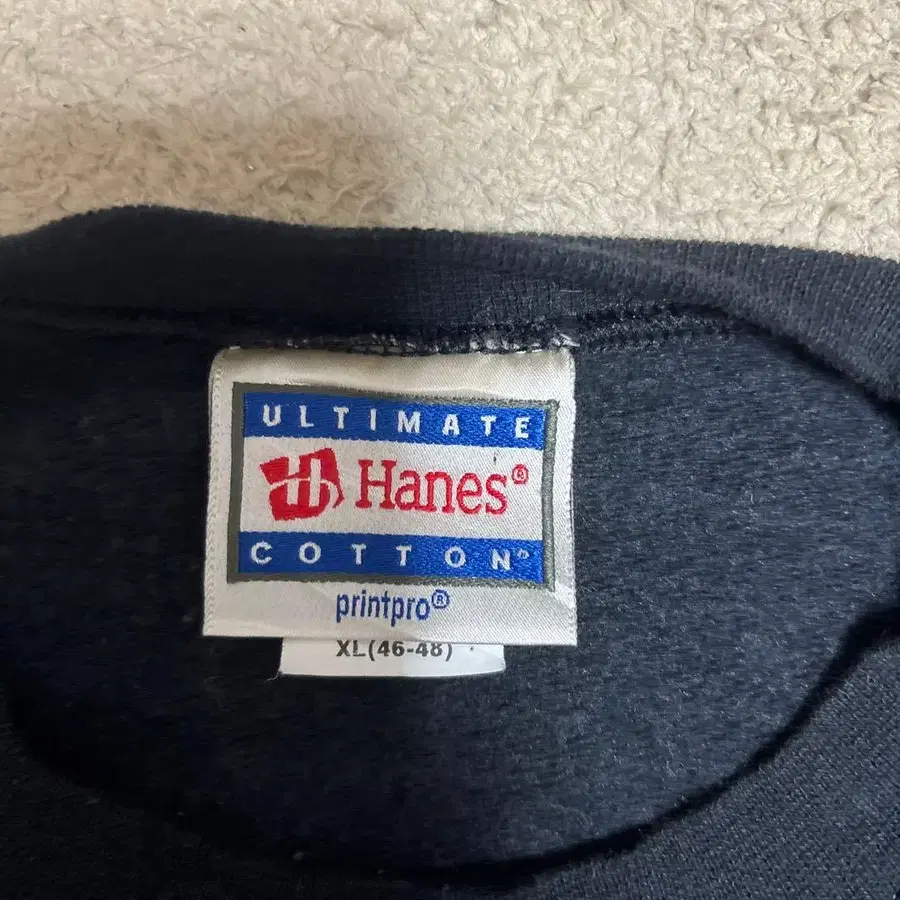 ULTIMATE
Hanes®
COTTON®
printpro®
XL(46-48)